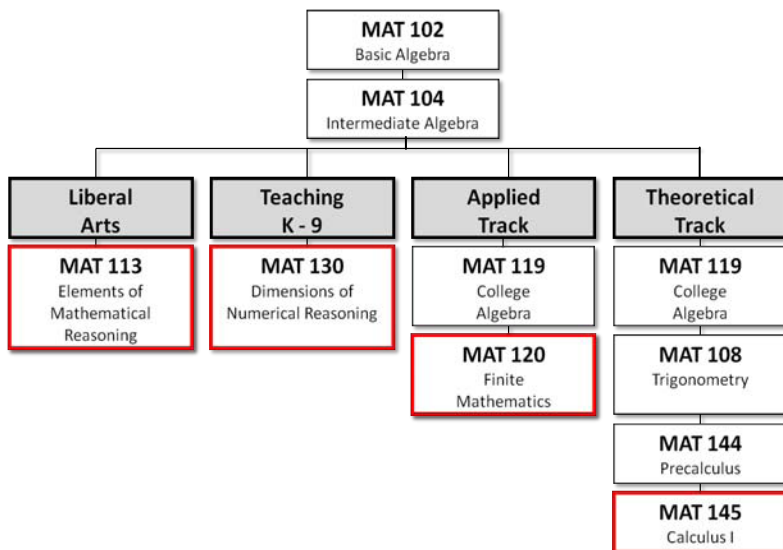 MAT 102
Basic Algebra
MAT 104
Intermediate Algebra
Liberal
Arts
MAT 113
Elements of
Mathematical
Reasoning
Teaching
K - 9
MAT 130
Dimensions of
Numerical Reasoning
Applied
Track
MAT 119
College
Algebra
MAT 120
Finite
Mathematics
Theoretical
Track
MAT 119
College
Algebra
MAT 108
Trigonometry
MAT 144
Precalculus
MAT 145
Calculus I